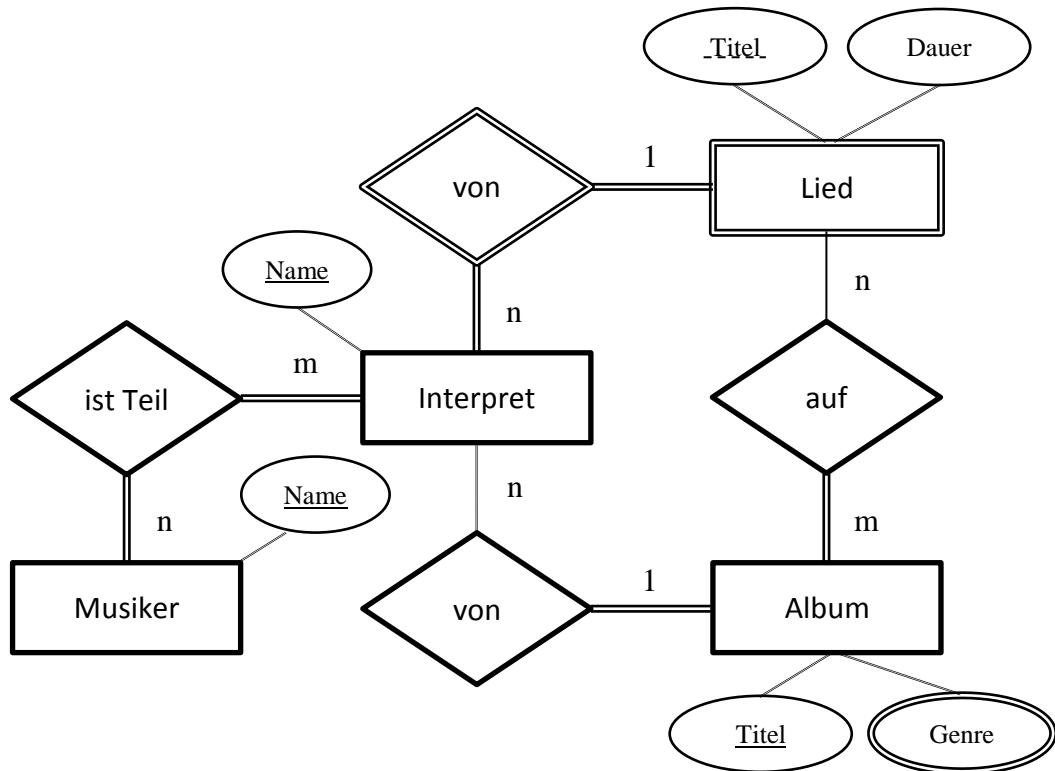 Titel
Dauer
1
von
Lied
Name
n
n
m
ist Teil
Interpret
auf
Name
n
n
m
1
Musiker
von
Album
Titel
Genre